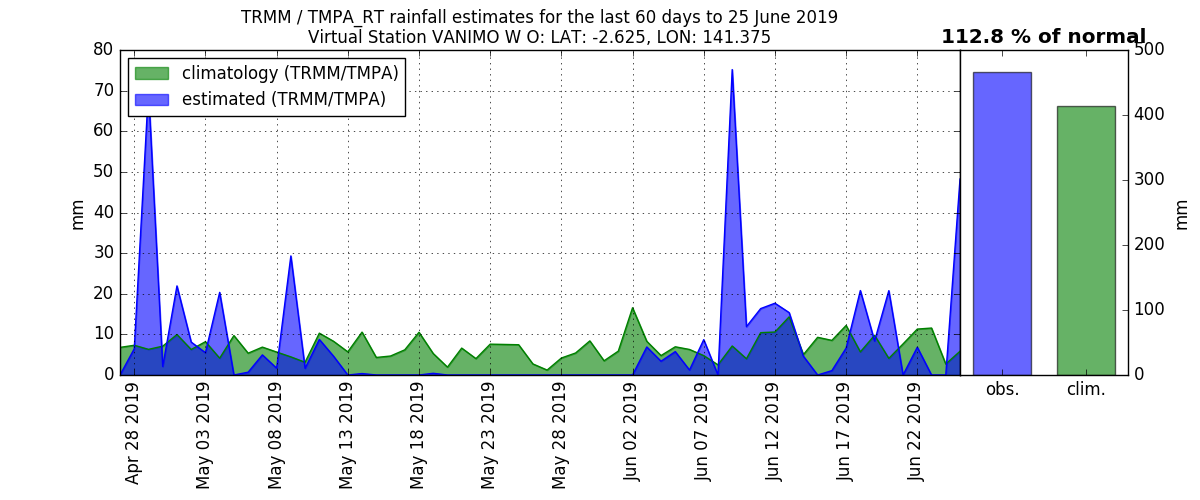 TRMM / TMPA_RT rainfall estimates for the last 60 days to 25 June 2019
Virtual Station VANIMO W O: LAT: -2.625, LON: 141.375
112.8 % of normal
climatology (TRMM/TMPA)
estimated (TRMM/TMPA)
mm
80
70
60
50
40
30
20
10
0
Apr 28 2019
May 03 2019
May 08 2019
May 13 2019
May 18 2019
May 23 2019
May 28 2019
Jun 02 2019
Jun 07 2019
Jun 12 2019
Jun 17 2019
Jun 22 2019
500
400
300
200
100
0
mm
obs.
clim.